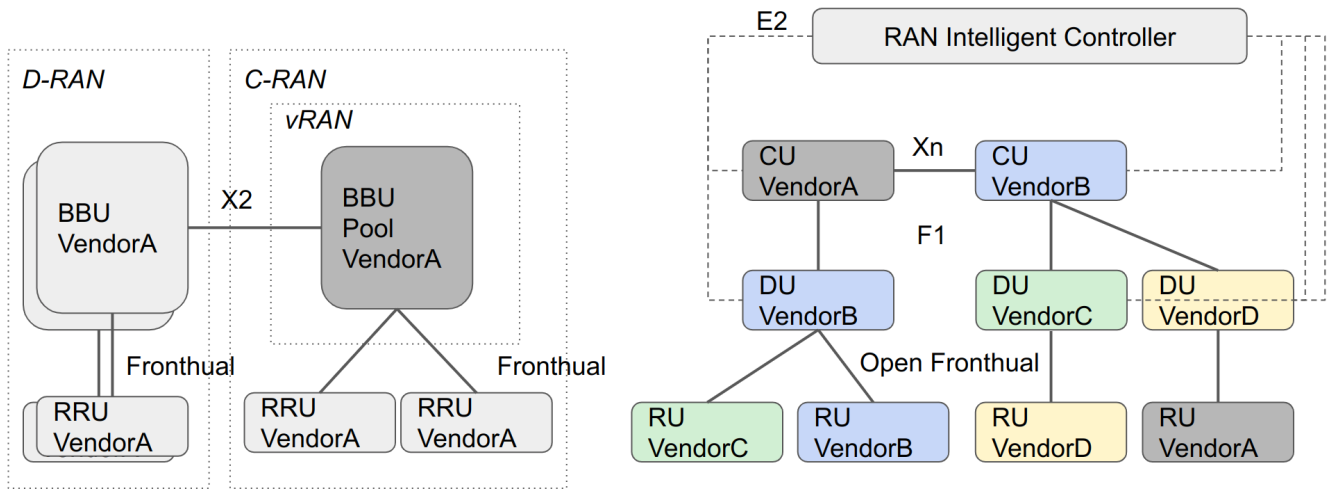 D-RAN
BBU
VendorA
Fronthual
RRU
VendorA
X2
C-RAN
vRAN
BBU
Pool
VendorA
Fronthual
RRU
VendorA
RRU
VendorA
E2
RAN Intelligent Controller
CU
VendorA
Xn
CU
VendorB
F1
DU
VendorB
DU
VendorC
DU
VendorD
Open Fronthual
RU
VendorC
RU
VendorB
RU
VendorD
RU
VendorA